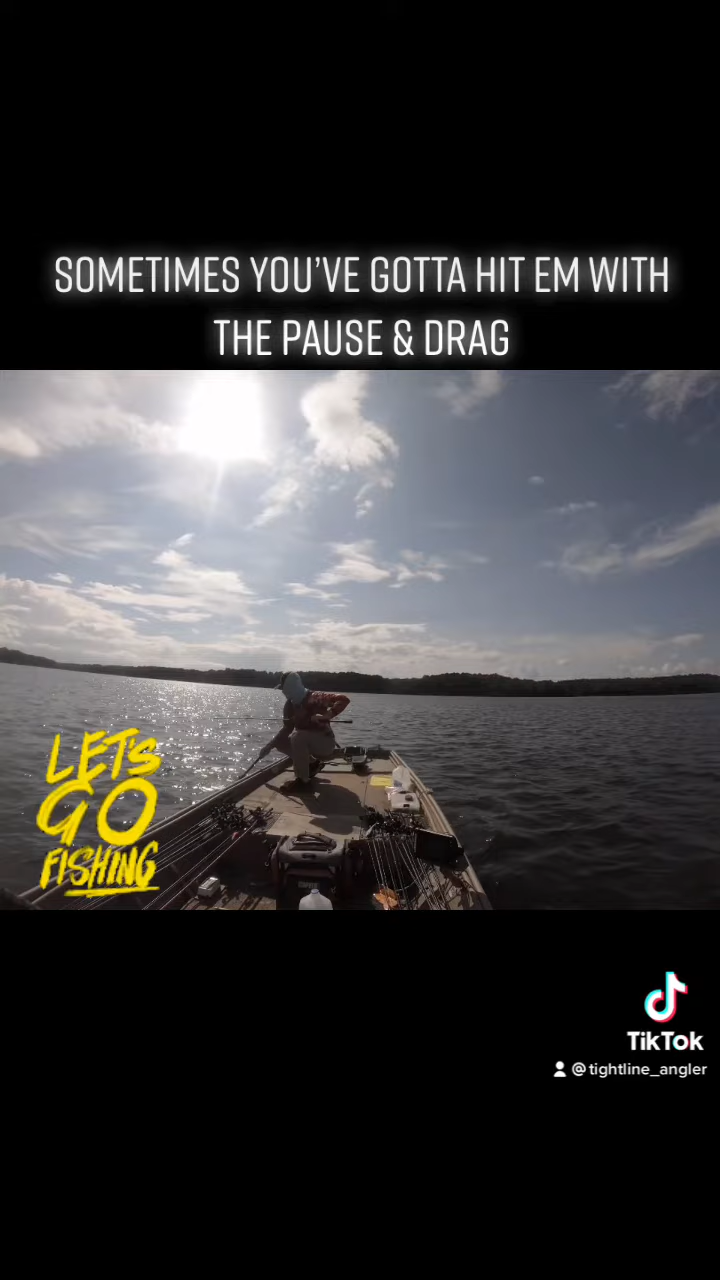 SOMETIMES YOU'VE GOTTA HIT EM WITH
THE PAUSE & DRAG
LET'S
GO
FISHING
TikTok
@tightline_angler